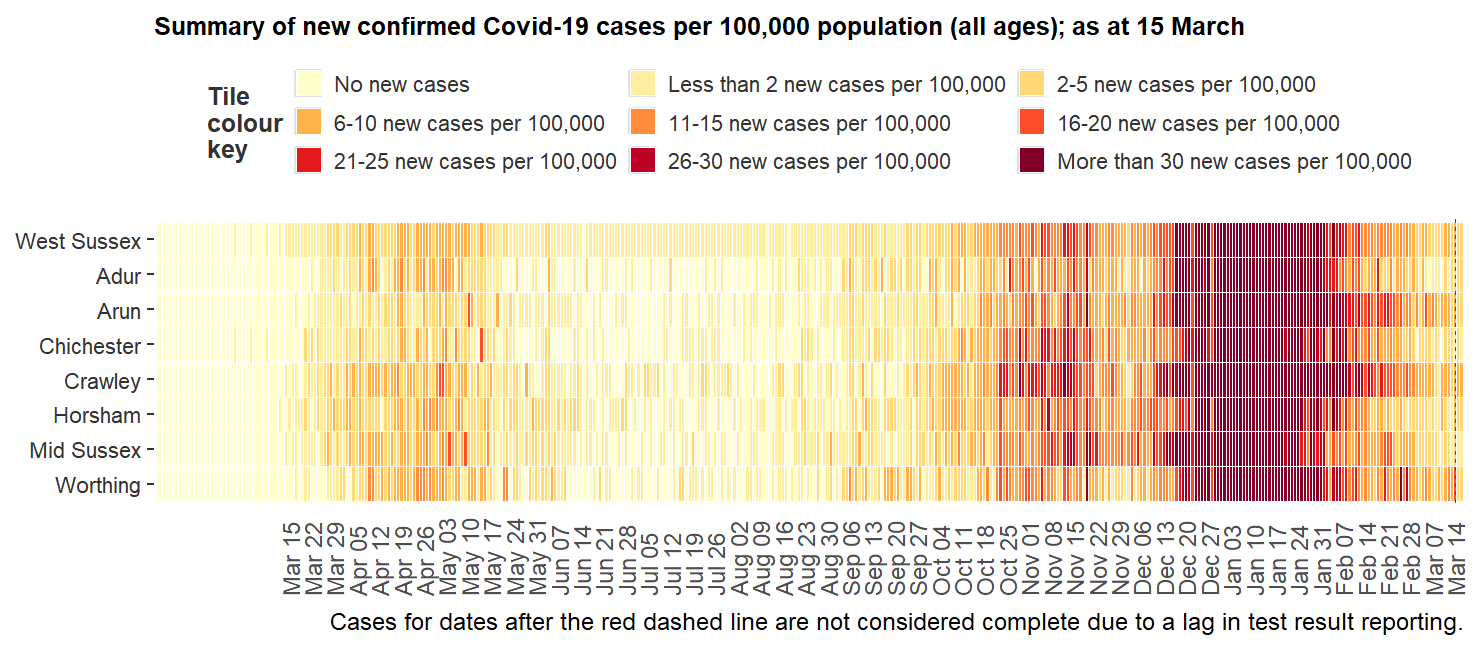 Summary of new confirmed Covid-19 cases per 100,000 population (all ages); as at 15 March
Tile
colour
key
No new cases
Less than 2 new cases per 100,000
2-5 new cases per 100,000
6-10 new cases per 100,000
11-15 new cases per 100,000
16-20 new cases per 100,000
21-25 new cases per 100,000
26-30 new cases per 100,000
More than 30 new cases per 100,000
West Sussex
Adur
Arun
Chichester
Crawley
Horsham
Mid Sussex
Worthing
Mar 15
Mar 22
Mar 29
Apr 05
Apr 12
Apr 19
Apr 26
May 03
May 10
May 17
May 24
May 31
Jun 07
Jun 14
Jun 21
Jun 28
Jul 05
Jul 12
Jul 19
Jul 26
Aug 02
Aug 09
Aug 16
Aug 23
Aug 30
Sep 06
Sep 13
Sep 20
Sep 27
Oct 04
Oct 11
Oct 18
Oct 25
Nov 01
Nov 08
Nov 15
Nov 22
Nov 29
Dec 06
Dec 13
Dec 20
Dec 27
Jan 03
Jan 10
Jan 17
Jan 24
Jan 31
Feb 07
Feb 14
Feb 21
Feb 28
Mar 07
Mar 14
Cases for dates after the red dashed line are not considered complete due to a lag in test result reporting.